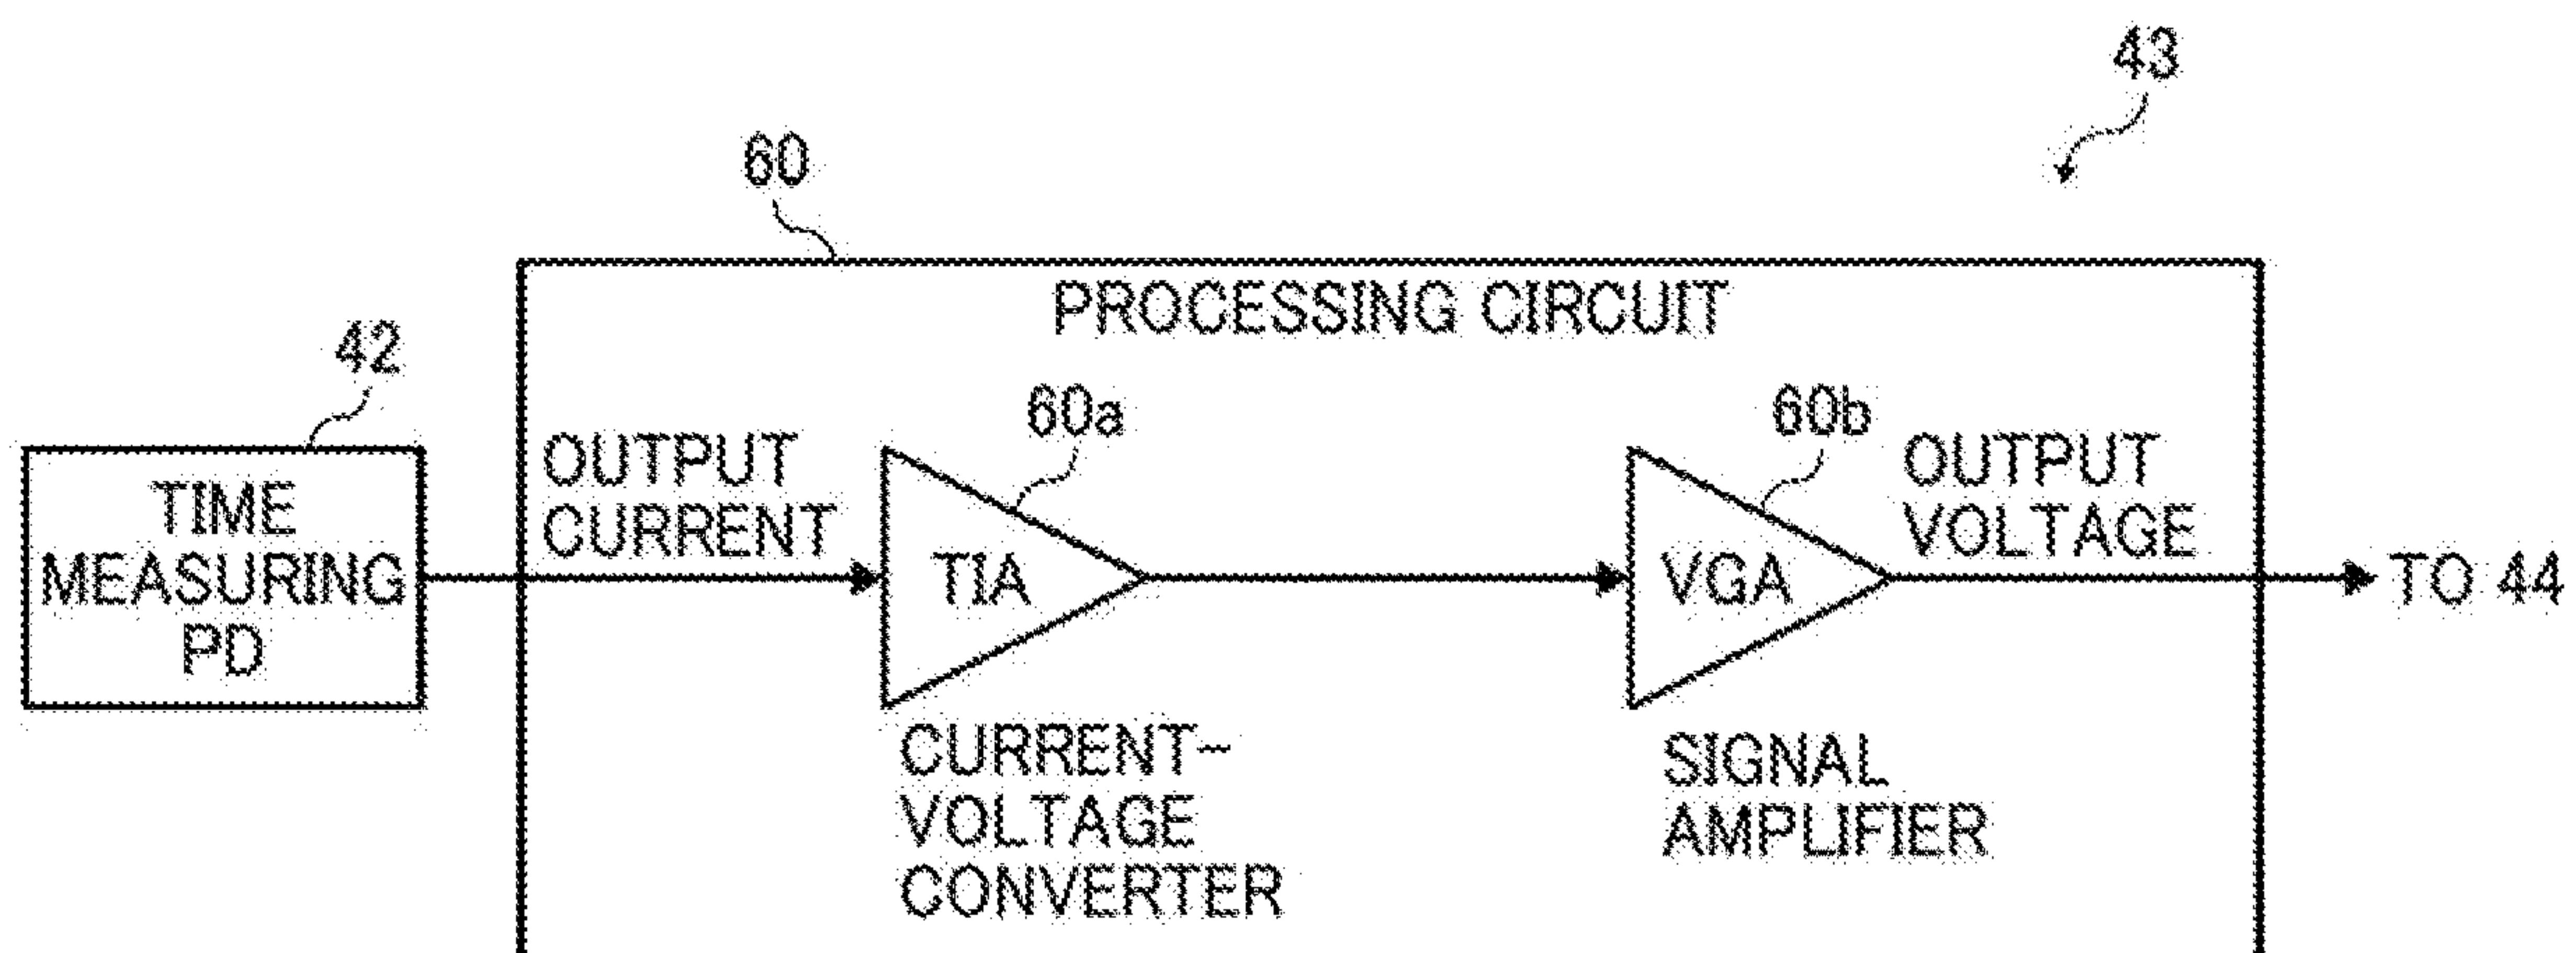 43
60
PROCESSING CIRCUIT
42
60a
60b
TIME
MEASURING
PD
OUTPUT
CURRENT
TIA
VGA
OUTPUT
VOLTAGE
TO 44
CURRENT-
VOLTAGE
CONVERTER
SIGNAL
AMPLIFIER